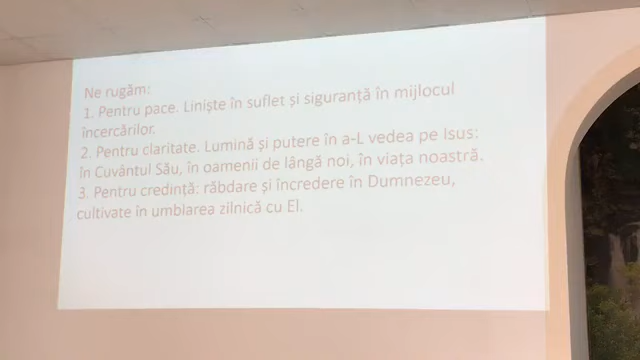 Ne rugăm:
1. Pentru pace. Liniște în suflet și siguranță în mijlocul
încercărilor.
2. Pentru claritate. Lumină și putere în a-L vedea pe Isus:
în Cuvântul Său, în oamenii de lângă noi, în viața noastră.
3. Pentru credință: răbdare și încredere în Dumnezeu,
cultivate în umblarea zilnică cu El.